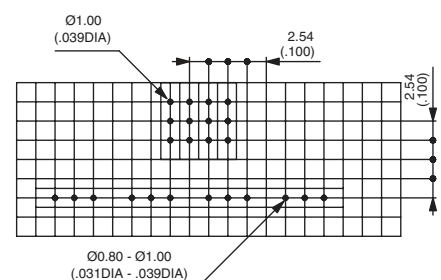 Ø1.00
(.039DIA)
2.54
(.100)
2.54
(.100)
Ø0.80 - Ø1.00
(.031DIA - .039DIA)